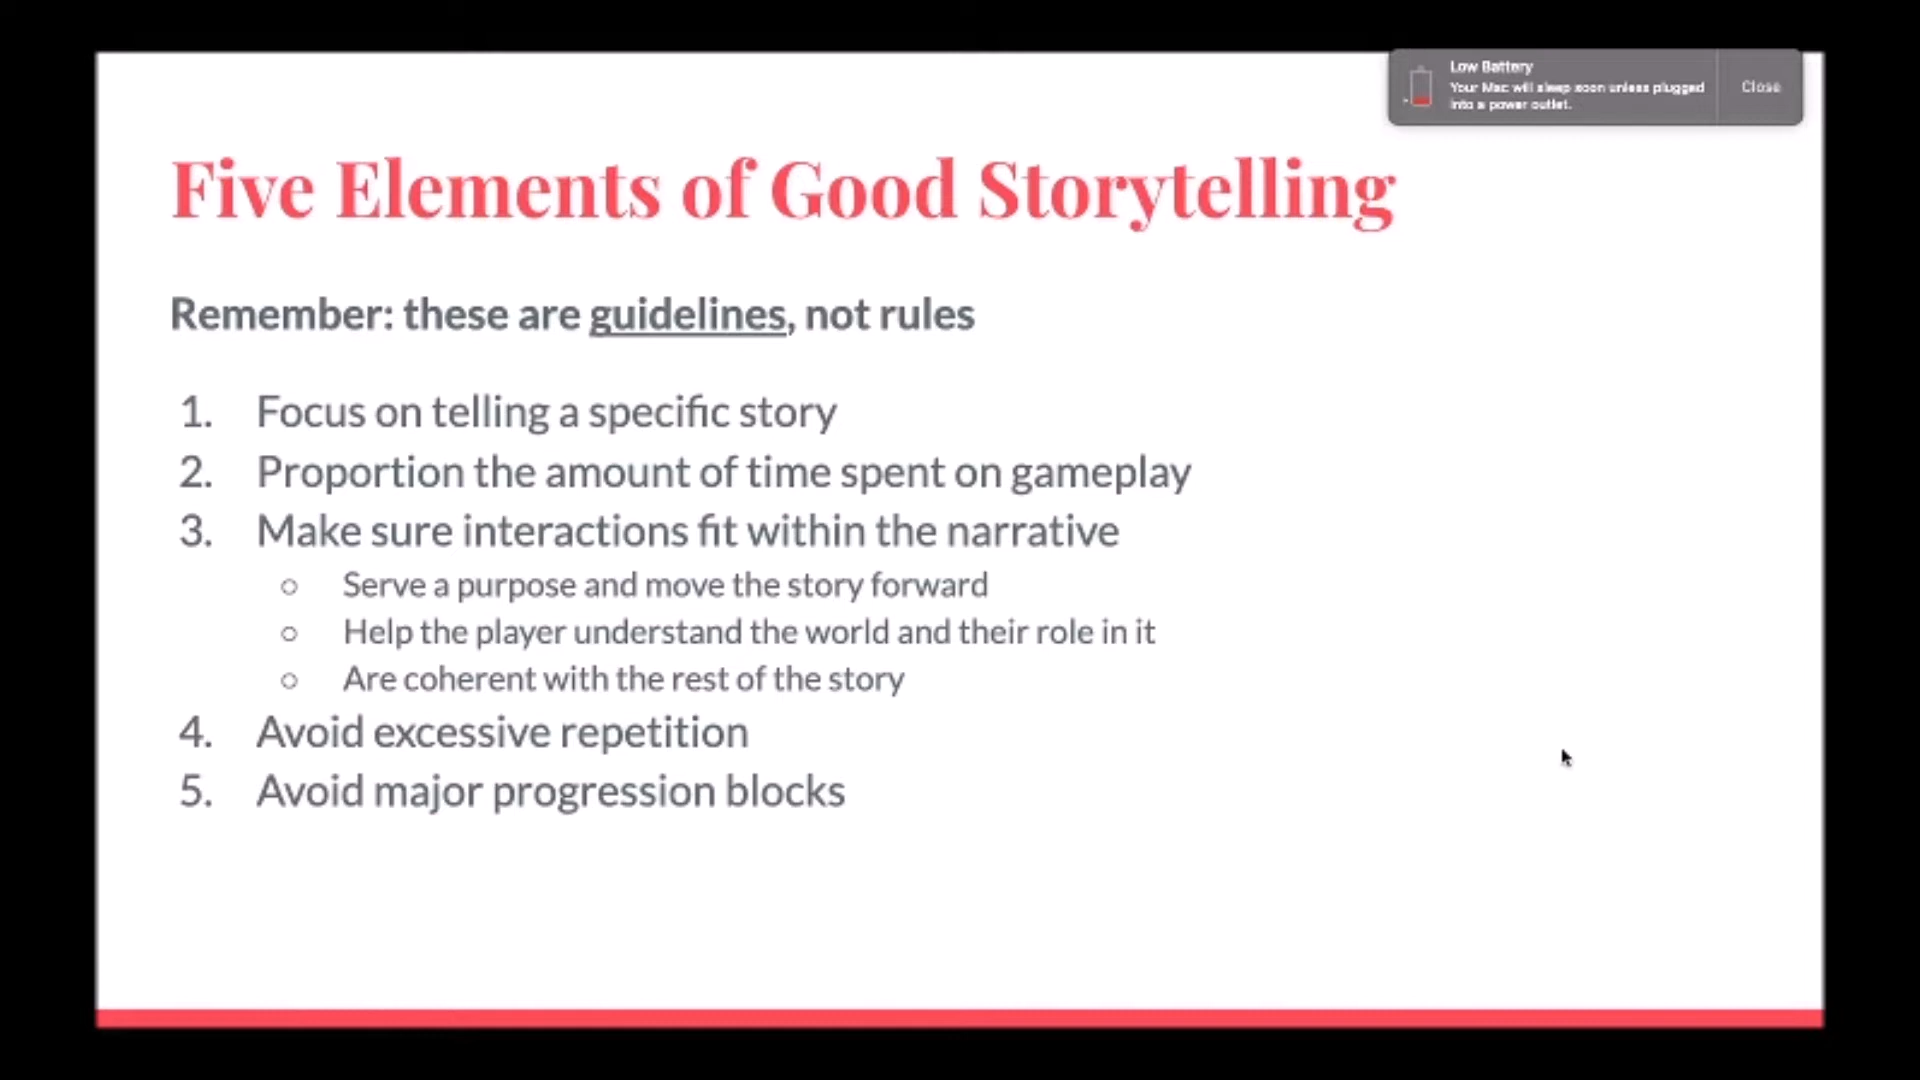 Low Battery
Your Mac will sleep soon unless plugged
into a power outlet.
Close
Five Elements of Good Storytelling
Remember: these are guidelines, not rules
1. Focus on telling a specific story
2. Proportion the amount of time spent on gameplay
3. Make sure interactions fit within the narrative
○ Serve a purpose and move the story forward
○ Help the player understand the world and their role in it
○ Are coherent with the rest of the story
4. Avoid excessive repetition
5. Avoid major progression blocks